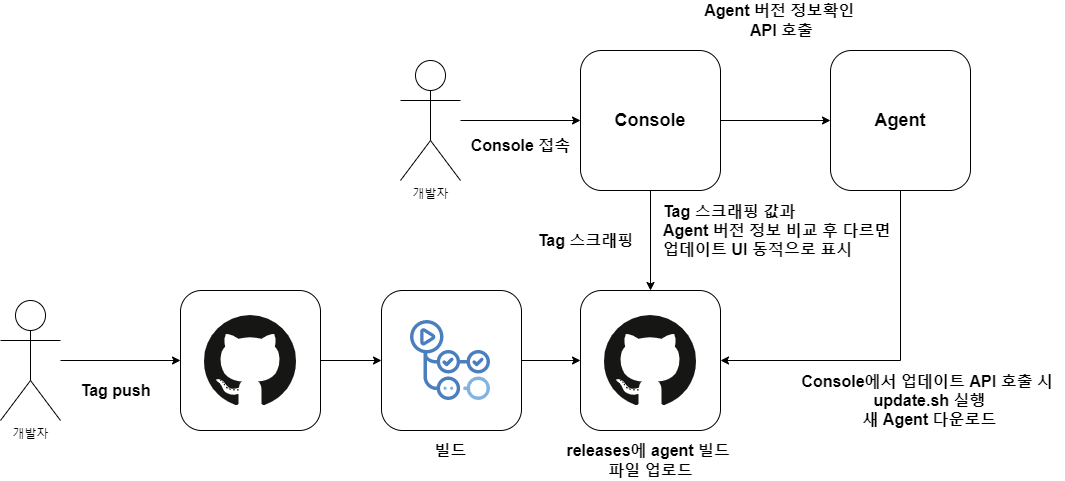 Agent 버전 정보확인
API 호출
Console
Agent
Console 접속
개발자
Tag 스크래핑 값과
Agent 버전 정보 비교 후 다르면
업데이트 UI 동적으로 표시
Tag 스크래핑
Tag push
개발자
Console에서 업데이트 API 호출 시
update.sh 실행
새 Agent 다운로드
빌드
releases에 agent 빌드
파일 업로드